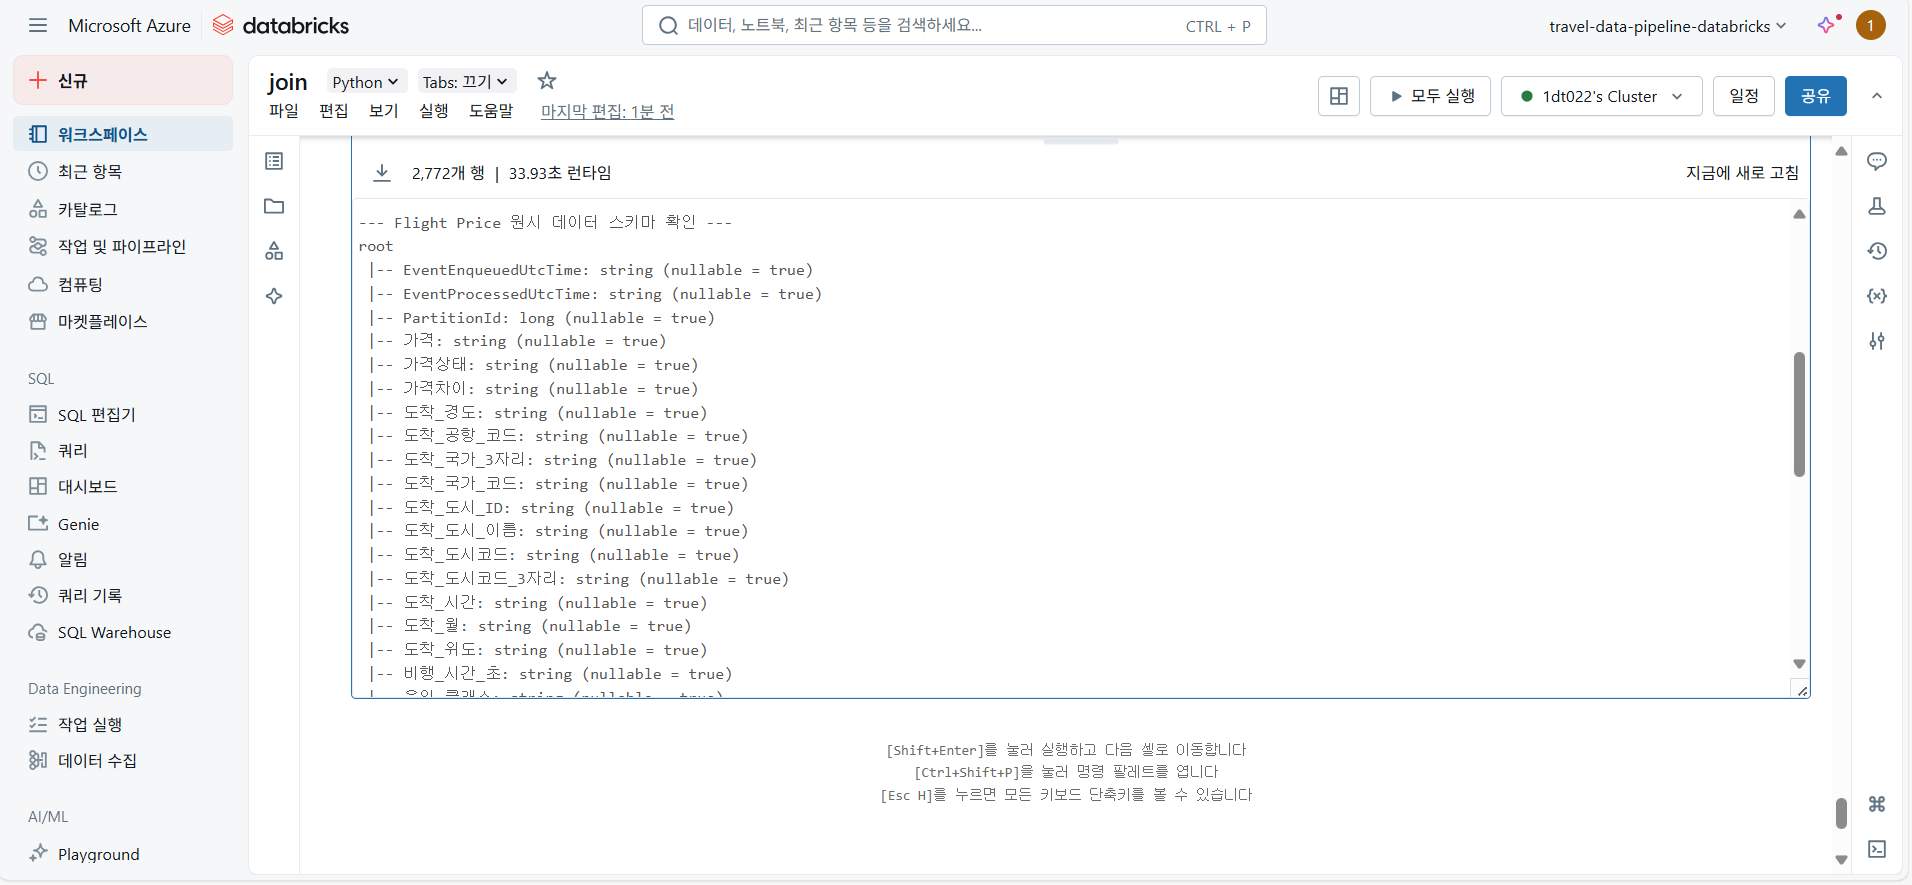 Microsoft Azure
databricks
데이터, 노트북, 최근 항목 등을 검색하세요...
CTRL + P
travel-data-pipeline-databricks
1
신규
워크스페이스
최근 항목
카탈로그
작업 및 파이프라인
컴퓨팅
마켓플레이스
SQL
SQL 편집기
쿼리
대시보드
Genie
알림
쿼리 기록
SQL Warehouse
Data Engineering
작업 실행
데이터 수집
AI/ML
Playground
join
Python
Tabs: 끄기
파일 편집 보기 실행 도움말
마지막 편집: 1분 전
모두 실행
1dt022's Cluster
일정
공유
2,772개 행 | 33.93초 런타임
지금에 새로 고침
--- Flight Price 원시 데이터 스키마 확인 ---
root
|-- EventEnqueuedUtcTime: string (nullable = true)
|-- EventProcessedUtcTime: string (nullable = true)
|-- PartitionId: long (nullable = true)
|-- 가격: string (nullable = true)
|-- 가격상태: string (nullable = true)
|-- 가격차이: string (nullable = true)
|-- 도착_경도: string (nullable = true)
|-- 도착_공항_코드: string (nullable = true)
|-- 도착_국가_3자리: string (nullable = true)
|-- 도착_국가_코드: string (nullable = true)
|-- 도착_도시_ID: string (nullable = true)
|-- 도착_도시_이름: string (nullable = true)
|-- 도착_도시코드: string (nullable = true)
|-- 도착_도시코드_3자리: string (nullable = true)
|-- 도착_시간: string (nullable = true)
|-- 도착_월: string (nullable = true)
|-- 도착_위도: string (nullable = true)
|-- 비행_시간_초: string (nullable = true)
[Shift+Enter]를 눌러 실행하고 다음 셀로 이동합니다
[Ctrl+Shift+P]을 눌러 명령 팔레트를 엽니다
[Esc H]를 누르면 모든 키보드 단축키를 볼 수 있습니다